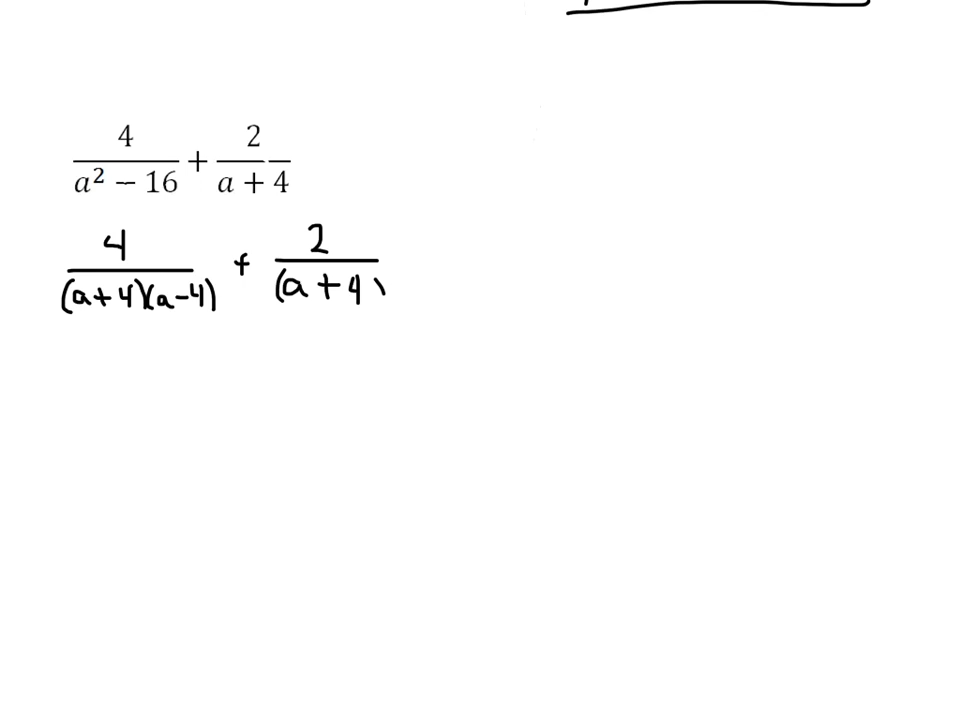 4/(a² − 16) + 2/(a + 4)
4/((a+4)(a-4)) + 2/((a+4)